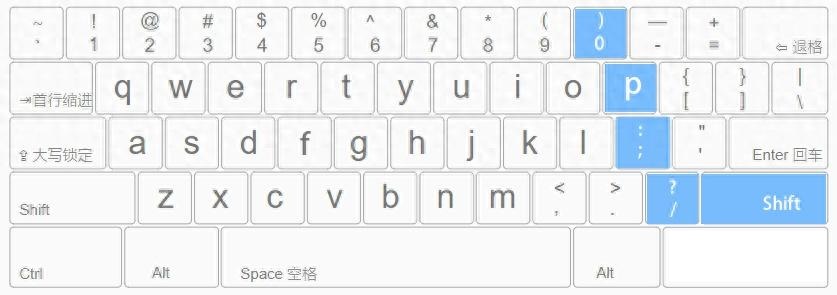 ~ ! @ # $ % ^ & * ( ) — +
` 1 2 3 4 5 6 7 8 9 0 - = ⇦ 退格
⇥首行缩进 q w e r t y u i o p { } |
[ ] \
⇪大写锁定 a s d f g h j k l : "
; ' Enter 回车
Shift z x c v b n m < > ? Shift
, . /
Ctrl Alt Space 空格 Alt